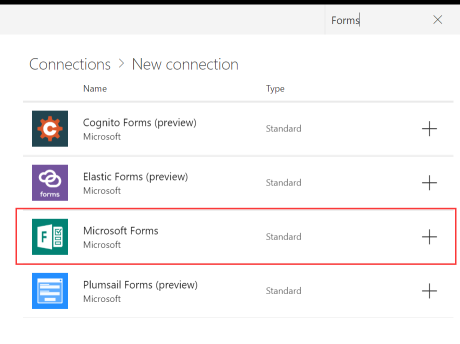 Forms
Connections > New connection
Name Type
Cognito Forms (preview)
Microsoft
Standard
Elastic Forms (preview)
Microsoft
Standard
forms
Microsoft Forms
Microsoft
Standard
F
Plumsail Forms (preview)
Microsoft
Standard